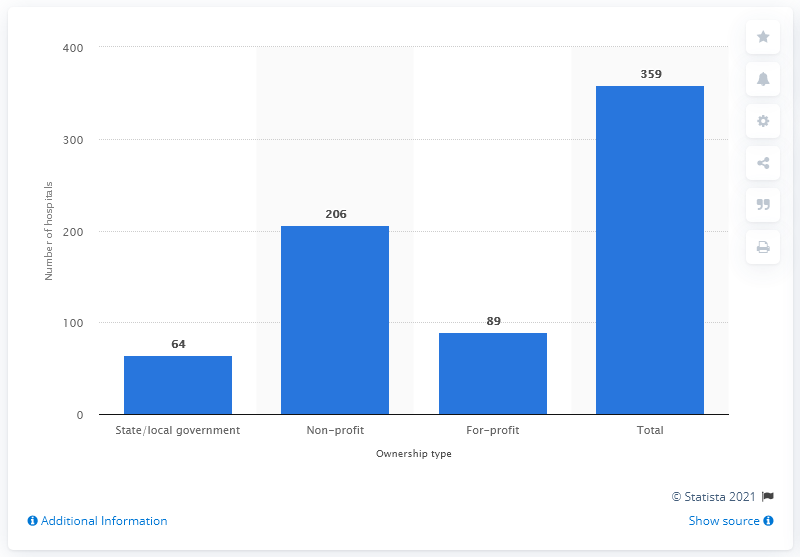 400
359
300
Number of hospitals
206
200
100
89
64
0
State/local government
Non-profit
For-profit
Total
Ownership type
© Statista 2021
Additional Information
Show source